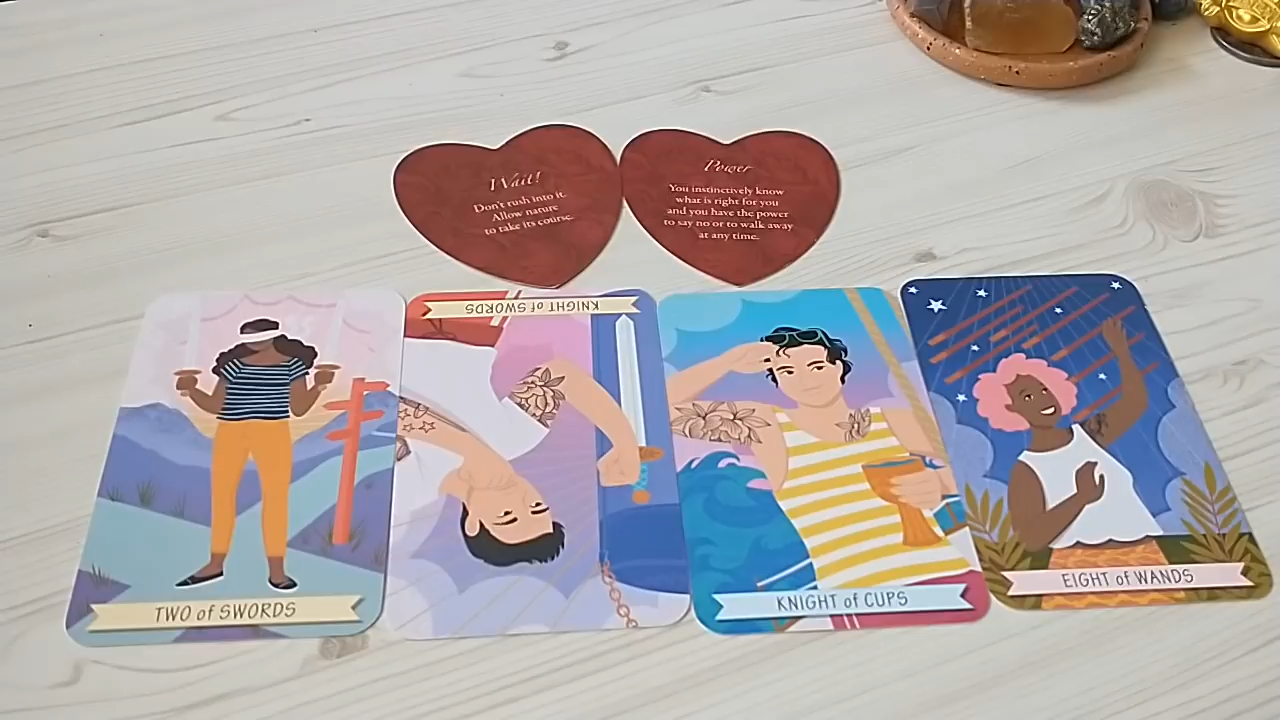 Wait!
Don't rush into it.
Allow nature
to take its course.
Power
You instinctively know
what is right for you
and you have the power
to say no or to walk away
at any time.
TWO of SWORDS
KNIGHT of SWORDS
KNIGHT of CUPS
EIGHT of WANDS